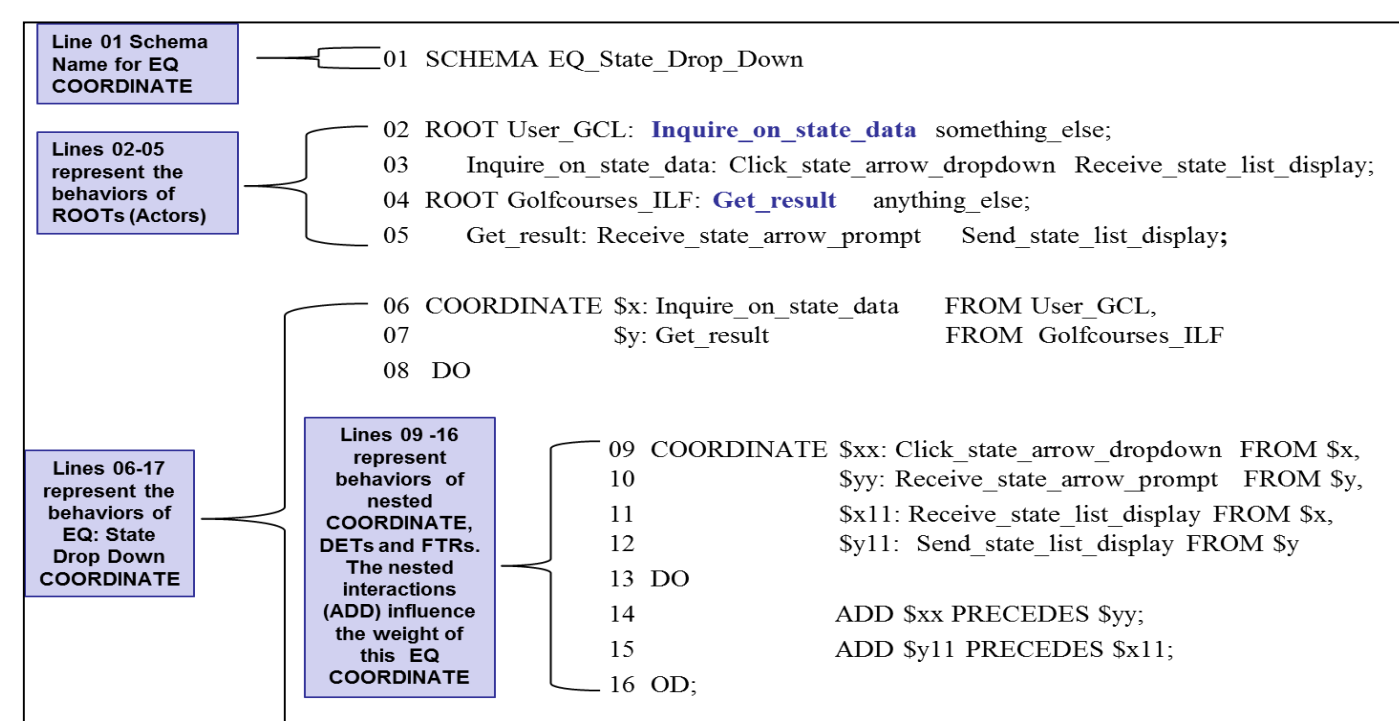 Line 01 Schema
Name for EQ
COORDINATE
01 SCHEMA EQ_State_Drop_Down
Lines 02-05
represent the
behaviors of
ROOTs (Actors)
02 ROOT User_GCL: Inquire_on_state_data something_else;
03 Inquire_on_state_data: Click_state_arrow_dropdown Receive_state_list_display;
04 ROOT Golfcourses_ILF: Get_result anything_else;
05 Get_result: Receive_state_arrow_prompt Send_state_list_display;
Lines 06-17
represent the
behaviors of
EQ: State
Drop Down
COORDINATE
06 COORDINATE $x: Inquire_on_state_data FROM User_GCL,
07 $y: Get_result FROM Golfcourses_ILF
08 DO
Lines 09 -16
represent
behaviors of
nested
COORDINATE,
DETs and FTRs.
The nested
interactions
(ADD) influence
the weight of
this EQ
COORDINATE
09 COORDINATE $xx: Click_state_arrow_dropdown FROM $x,
10 $yy: Receive_state_arrow_prompt FROM $y,
11 $x11: Receive_state_list_display FROM $x,
12 $y11: Send_state_list_display FROM $y
13 DO
14 ADD $xx PRECEDES $yy;
15 ADD $y11 PRECEDES $x11;
16 OD;